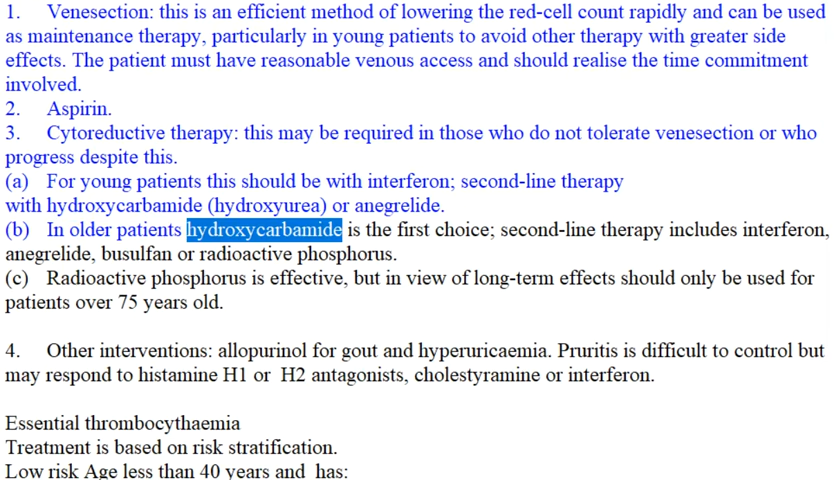 1. Venesection: this is an efficient method of lowering the red-cell count rapidly and can be used
as maintenance therapy, particularly in young patients to avoid other therapy with greater side
effects. The patient must have reasonable venous access and should realise the time commitment
involved.
2. Aspirin.
3. Cytoreductive therapy: this may be required in those who do not tolerate venesection or who
progress despite this.
(a) For young patients this should be with interferon; second-line therapy
with hydroxycarbamide (hydroxyurea) or anegrelide.
(b) In older patients hydroxycarbamide is the first choice; second-line therapy includes interferon,
anegrelide, busulfan or radioactive phosphorus.
(c) Radioactive phosphorus is effective, but in view of long-term effects should only be used for
patients over 75 years old.
4. Other interventions: allopurinol for gout and hyperuricaemia. Pruritis is difficult to control but
may respond to histamine H1 or H2 antagonists, cholestyramine or interferon.
Essential thrombocythaemia
Treatment is based on risk stratification.
Low risk Age less than 40 years and has: